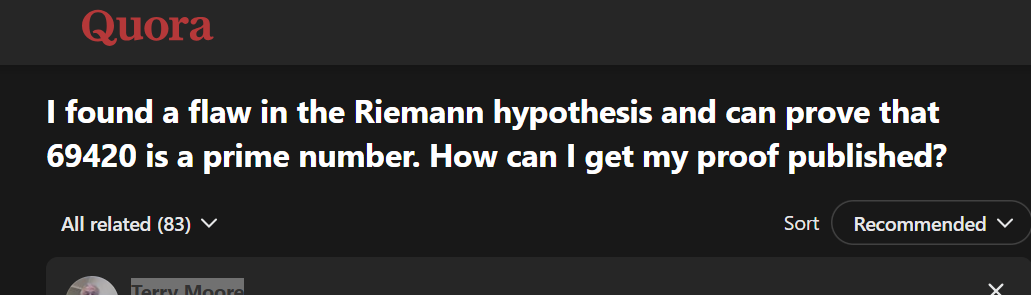 Quora
I found a flaw in the Riemann hypothesis and can prove that
69420 is a prime number. How can I get my proof published?
All related (83)
Sort
Recommended
Terry Moore